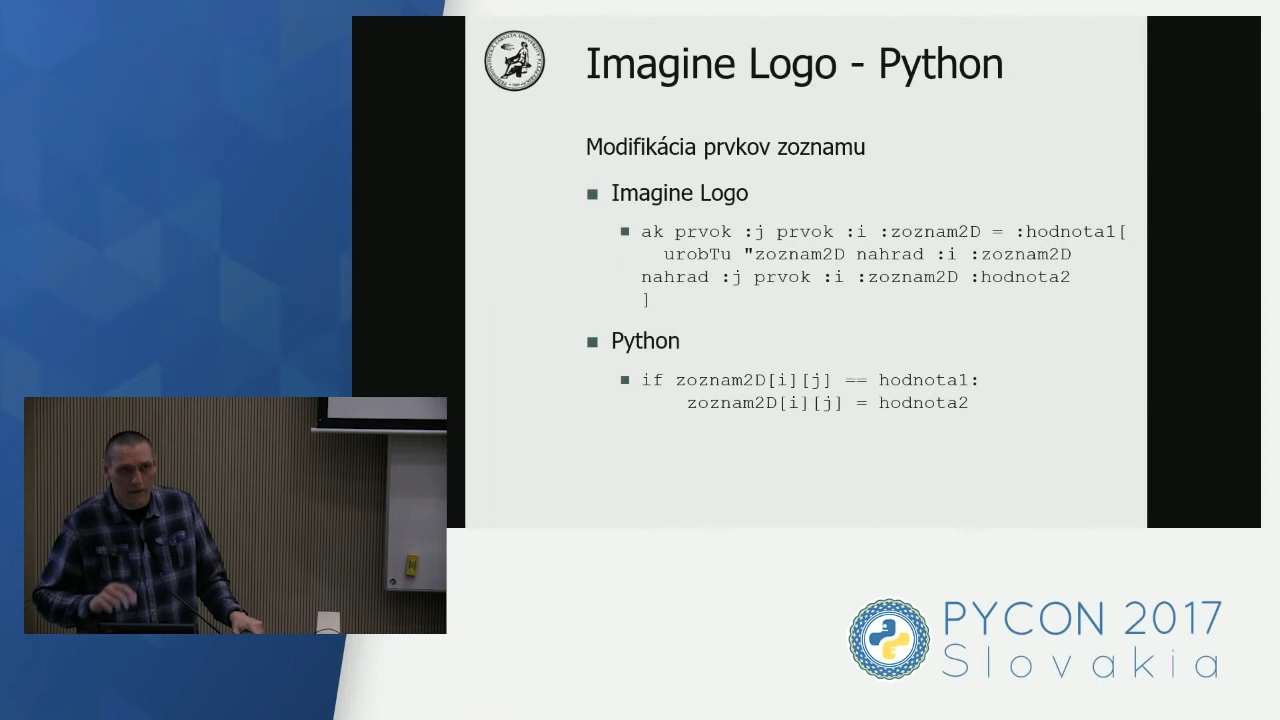 Imagine Logo - Python
Modifikácia prvkov zoznamu
Imagine Logo
ak prvok :j prvok :i :zoznam2D = :hodnota1[
urobTu "zoznam2D nahrad :i :zoznam2D
nahrad :j prvok :i :zoznam2D :hodnota2
]
Python
if zoznam2D[i][j] == hodnota1:
zoznam2D[i][j] = hodnota2
PYCON 2017
Slovakia